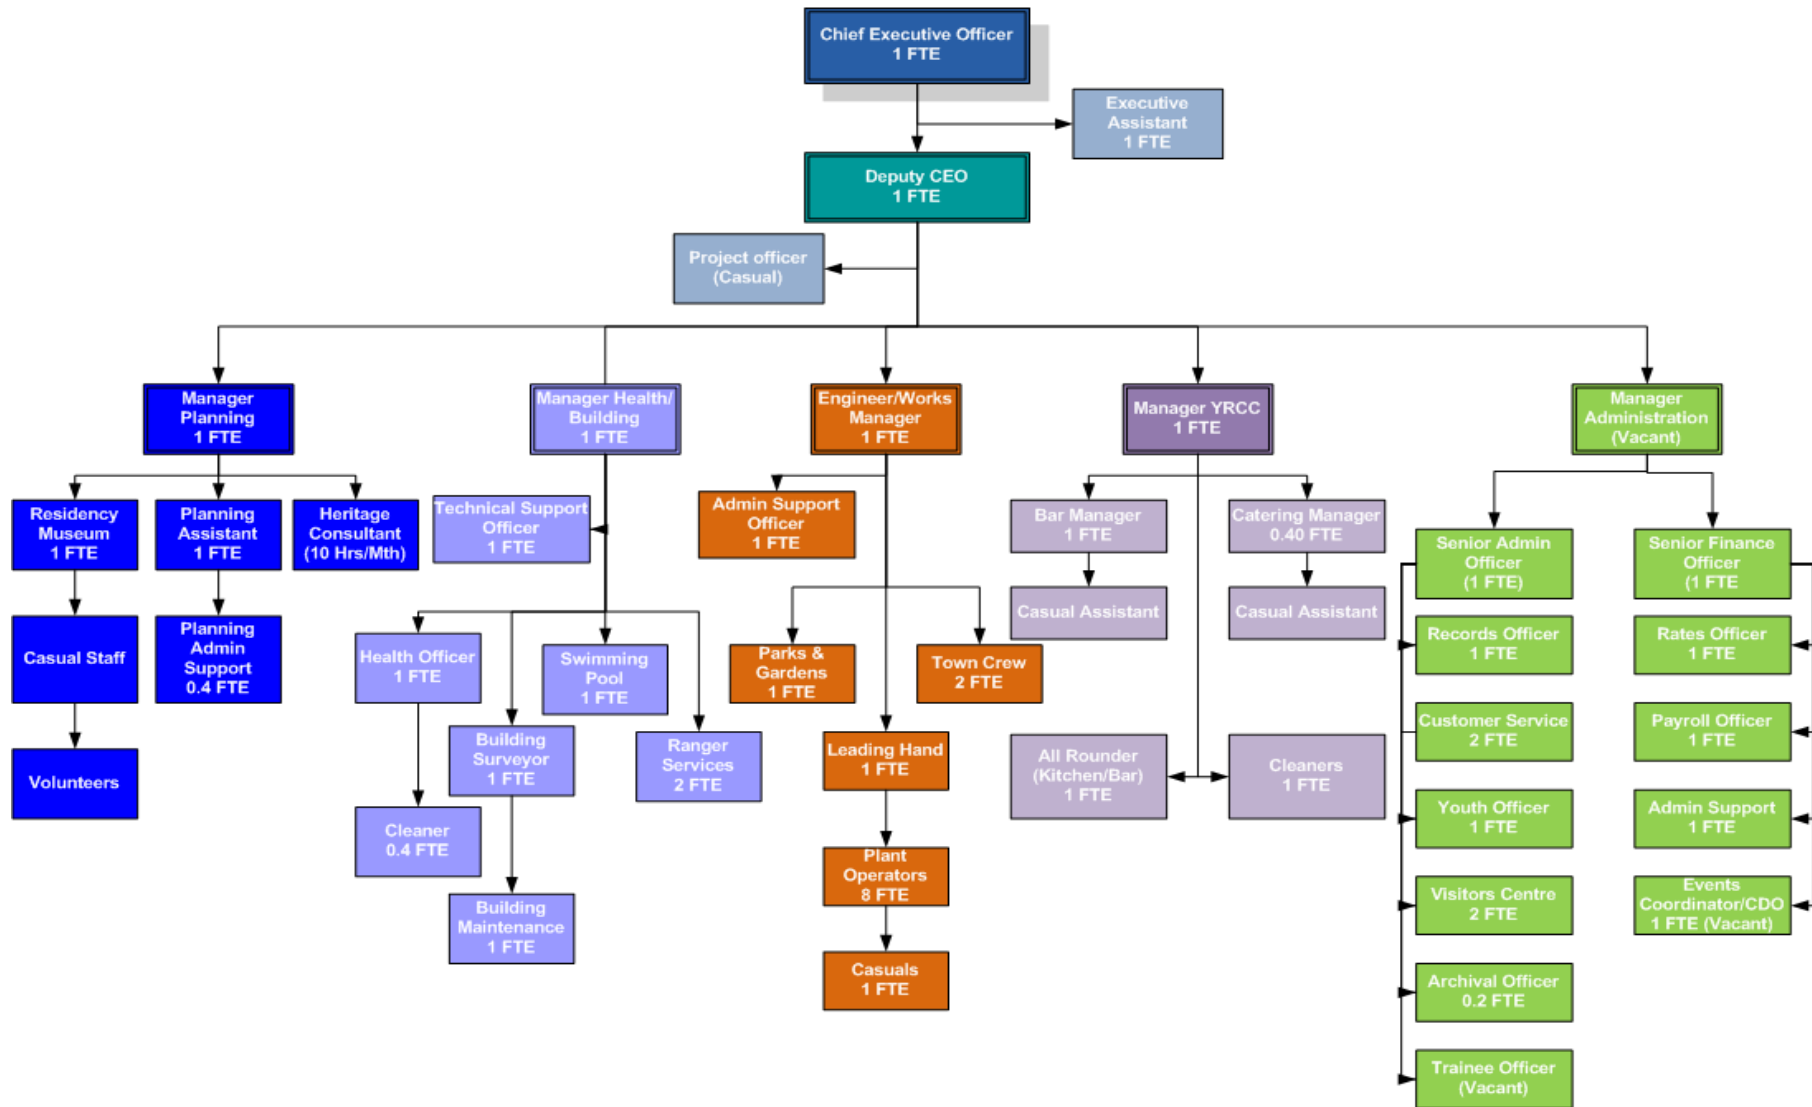 Chief Executive Officer
1 FTE
Executive
Assistant
1 FTE
Deputy CEO
1 FTE
Project officer
(Casual)
Manager
Planning
1 FTE
Manager Health/
Building
1 FTE
Engineer/Works
Manager
1 FTE
Manager YRCC
1 FTE
Manager
Administration
(Vacant)
Residency
Museum
1 FTE
Planning
Assistant
1 FTE
Heritage
Consultant
(10 Hrs/Mth)
Casual Staff
Planning
Admin
Support
0.4 FTE
Volunteers
Technical Support
Officer
1 FTE
Health Officer
1 FTE
Swimming
Pool
1 FTE
Building
Surveyor
1 FTE
Ranger
Services
2 FTE
Cleaner
0.4 FTE
Building
Maintenance
1 FTE
Admin Support
Officer
1 FTE
Parks &
Gardens
1 FTE
Town Crew
2 FTE
Leading Hand
1 FTE
Plant
Operators
8 FTE
Casuals
1 FTE
Bar Manager
1 FTE
Catering Manager
0.40 FTE
Casual Assistant
Casual Assistant
All Rounder
(Kitchen/Bar)
1 FTE
Cleaners
1 FTE
Senior Admin
Officer
(1 FTE)
Senior Finance
Officer
(1 FTE
Records Officer
1 FTE
Rates Officer
1 FTE
Customer Service
2 FTE
Payroll Officer
1 FTE
Youth Officer
1 FTE
Admin Support
1 FTE
Visitors Centre
2 FTE
Events
Coordinator/CDO
1 FTE (Vacant)
Archival Officer
0.2 FTE
Trainee Officer
(Vacant)